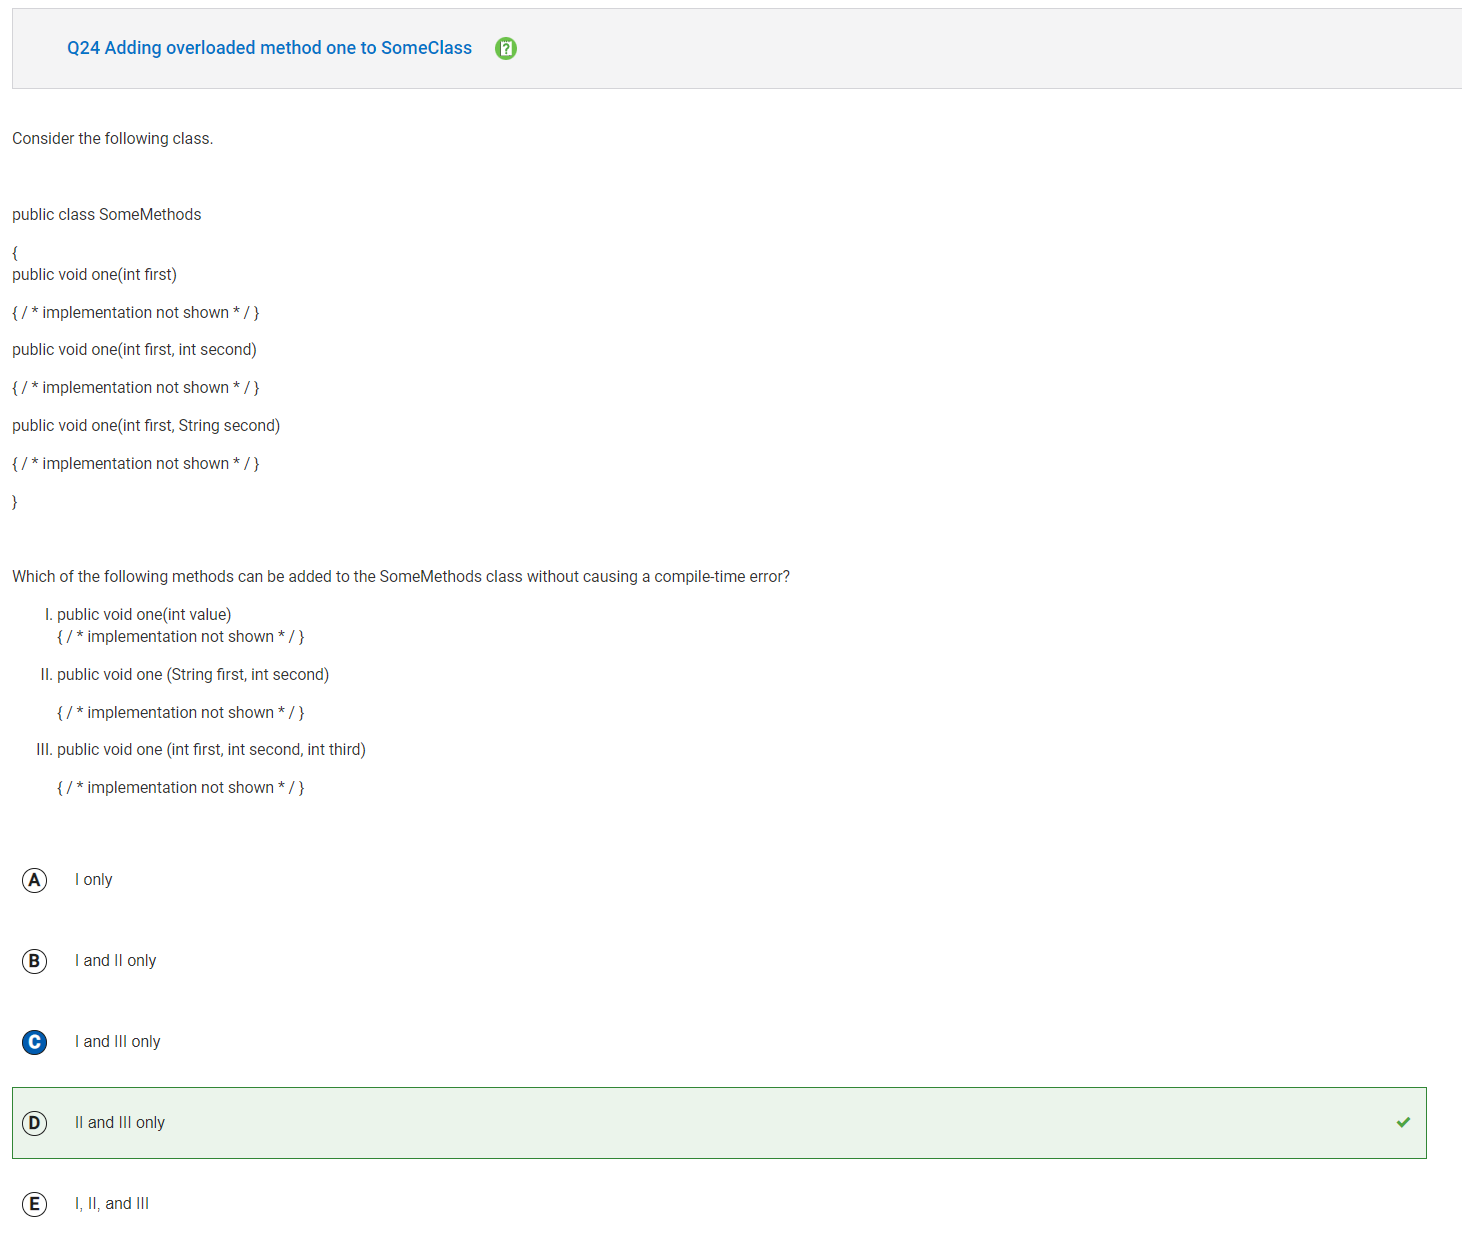 Q24 Adding overloaded method one to SomeClass
Consider the following class.
public class SomeMethods
{
public void one(int first)
{ / * implementation not shown * / }
public void one(int first, int second)
{ / * implementation not shown * / }
public void one(int first, String second)
{ / * implementation not shown * / }
}
Which of the following methods can be added to the SomeMethods class without causing a compile-time error?
I. public void one(int value)
{ / * implementation not shown * / }
II. public void one (String first, int second)
{ / * implementation not shown * / }
III. public void one (int first, int second, int third)
{ / * implementation not shown * / }
A I only
B I and II only
C I and III only
D II and III only
E I, II, and III